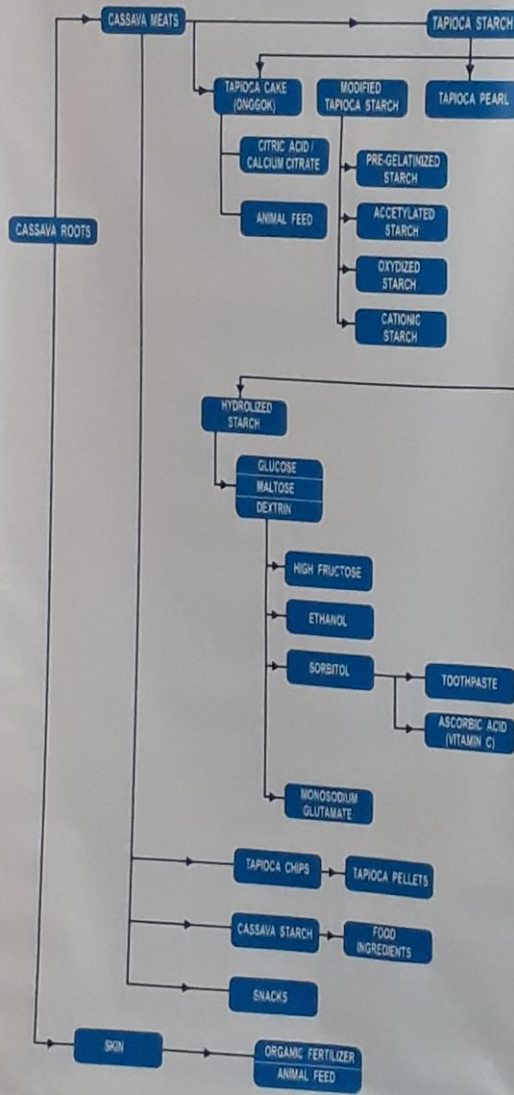 CASSAVA MEATS
TAPIOCA STARCH
TAPIOCA CAKE
(ONGGOK)
MODIFIED
TAPIOCA STARCH
TAPIOCA PEARL
CITRIC ACID /
CALCIUM CITRATE
PRE-GELATINIZED
STARCH
ANIMAL FEED
ACCETYLATED
STARCH
CASSAVA ROOTS
OXYDIZED
STARCH
CATIONIC
STARCH
HYDROLIZED
STARCH
GLUCOSE
MALTOSE
DEXTRIN
HIGH FRUCTOSE
ETHANOL
SORBITOL
TOOTHPASTE
ASCORBIC ACID
(VITAMIN C)
MONOSODIUM
GLUTAMATE
TAPIOCA CHIPS
TAPIOCA PELLETS
CASSAVA STARCH
FOOD
INGREDIENTS
SNACKS
SKIN
ORGANIC FERTILIZER
ANIMAL FEED